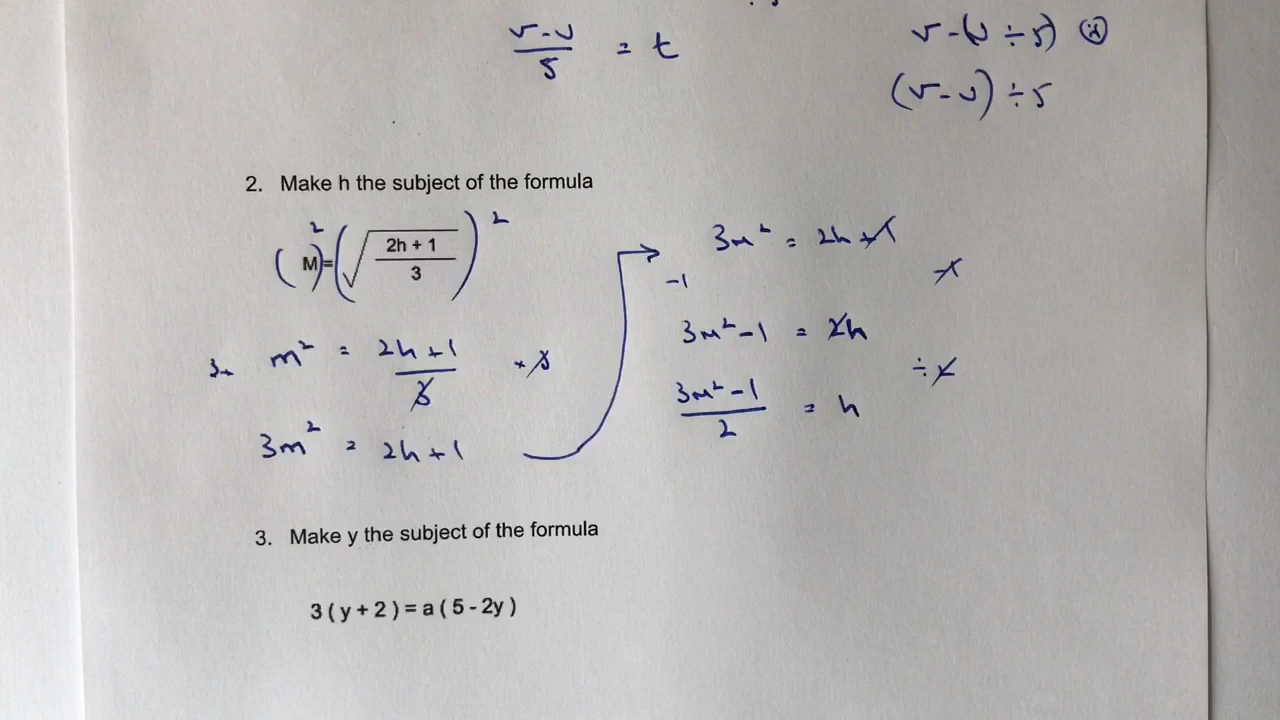 v - u / 5 = t
v - (u ÷ 5)
(v - u) ÷ 5
2. Make h the subject of the formula
( M )² = ( √ 2h + 1 / 3 )²
m² = 2h + 1 / 3
3m² = 2h + 1
3m² = 2h + 1
-1
3m² - 1 = 2h
÷ 2
3m² - 1 / 2 = h
3. Make y the subject of the formula
3 ( y + 2 ) = a ( 5 - 2y )